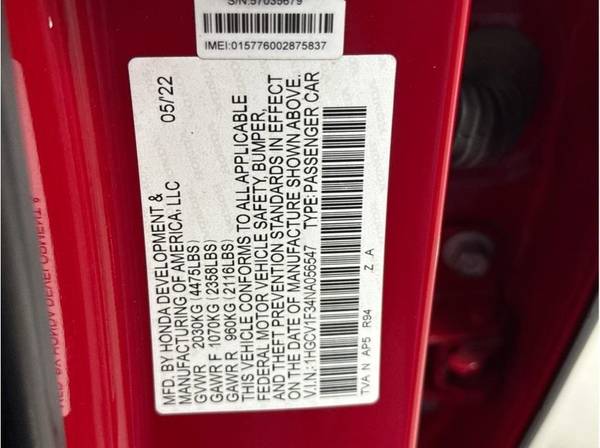 S/N:57035679
IMEI:015776002875837
05/'22
MFD. BY HONDA DEVELOPMENT &
MANUFACTURING OF AMERICA, LLC
GVWR 2030KG (4475LBS)
GAWR F 1070KG (2358LBS)
GAWR R 960KG (2116LBS)
THIS VEHICLE CONFORMS TO ALL APPLICABLE
FEDERAL MOTOR VEHICLE SAFETY, BUMPER,
AND THEFT PREVENTION STANDARDS IN EFFECT
ON THE DATE OF MANUFACTURE SHOWN ABOVE.
V.I.N.:1HGCV1F34NA066547 TYPE:PASSENGER CAR
TVA N AP5 R94 Z A